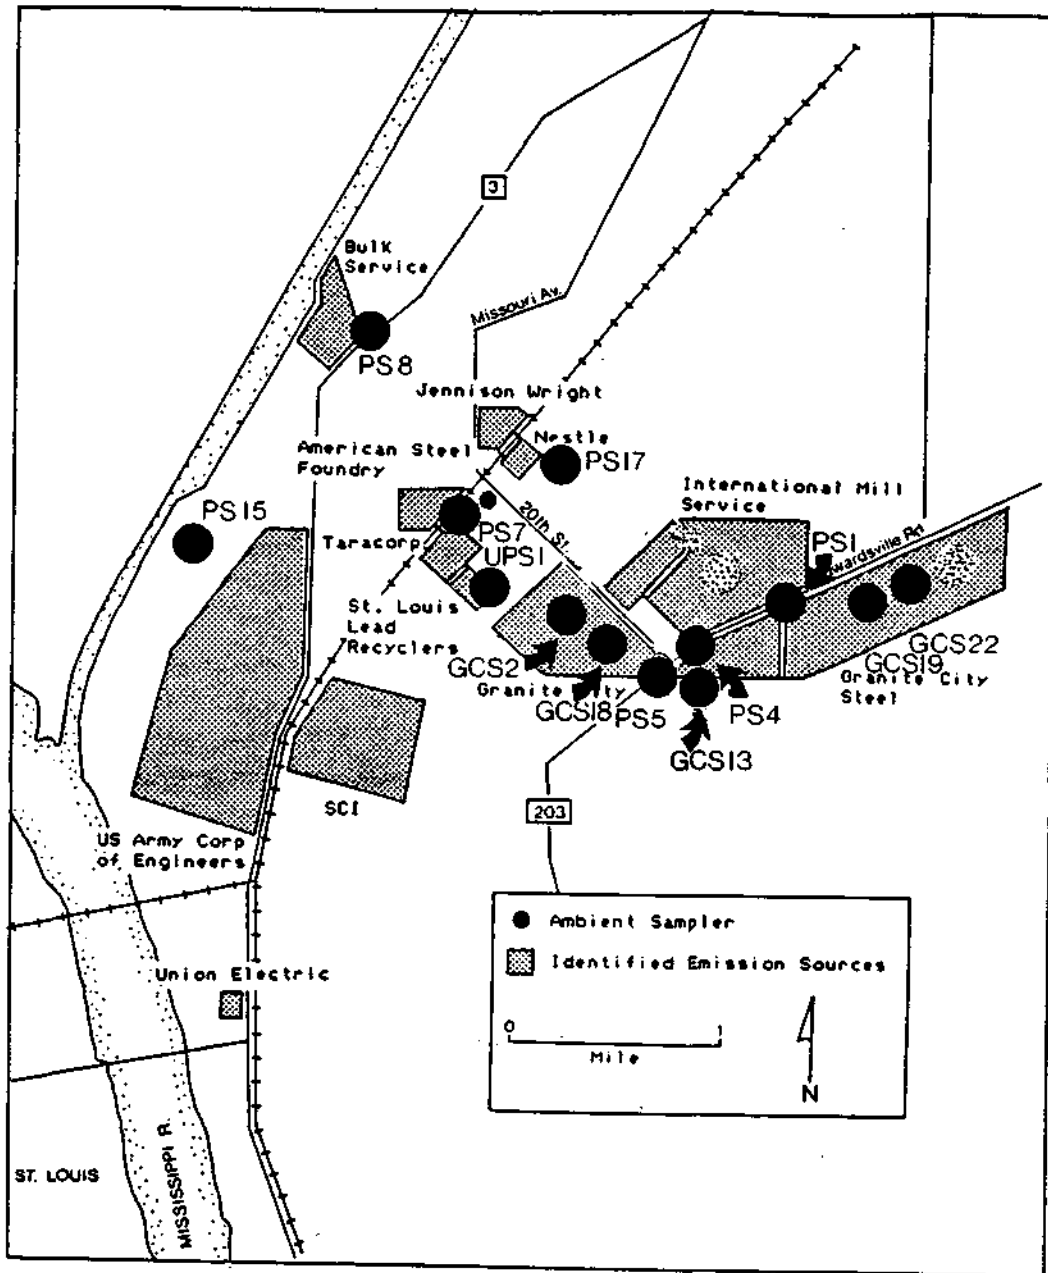 3
Bulk
Service
Missouri Av.
PS8
Jennison Wright
Nestle
American Steel
Foundry
PS17
International Mill
Service
PS15
20th St.
PS7
Taracorp
UPS1
PS1
wardsville Rd
St. Louis
Lead
Recyclers
GCS2
GCS22
GCS19
Granite City
Steel
Granite City
GCS18
PS5
PS4
GCS13
SCI
203
US Army Corp
of Engineers
Ambient Sampler
Identified Emission Sources
Union Electric
0
1
Mile
N
MISSISSIPPI R.
ST. LOUIS